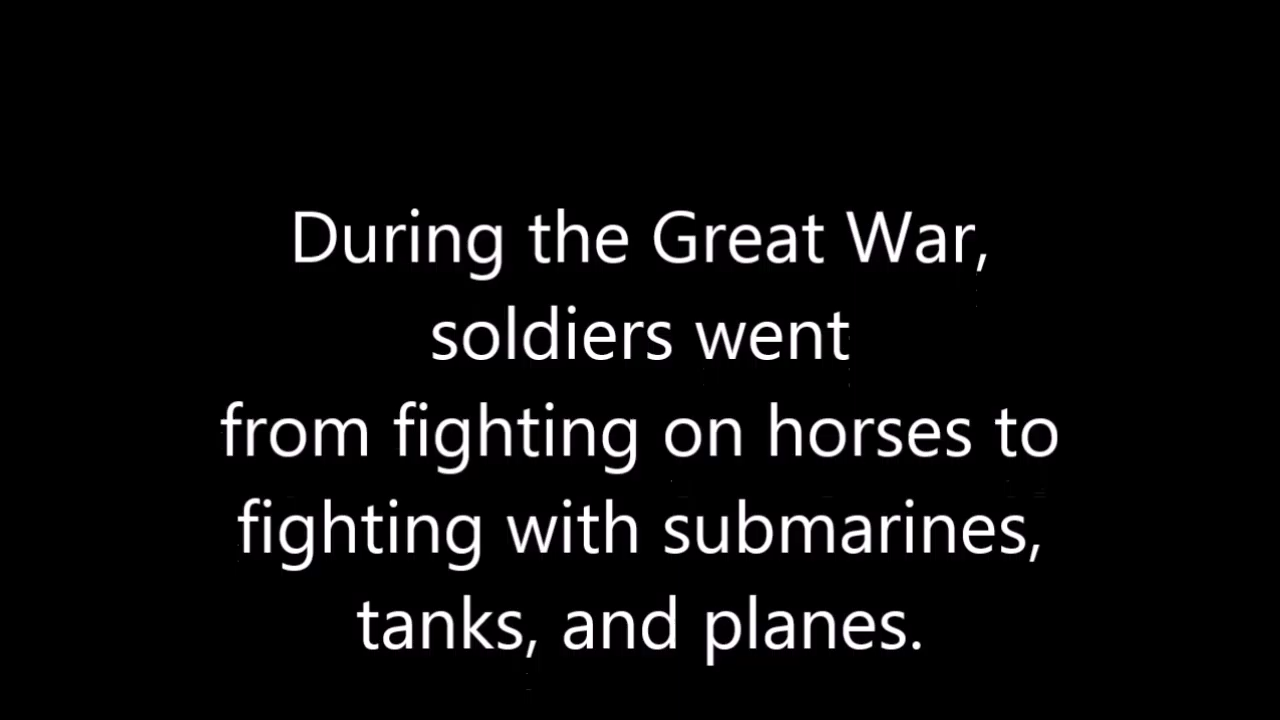 During the Great War,
soldiers went
from fighting on horses to
fighting with submarines,
tanks, and planes.